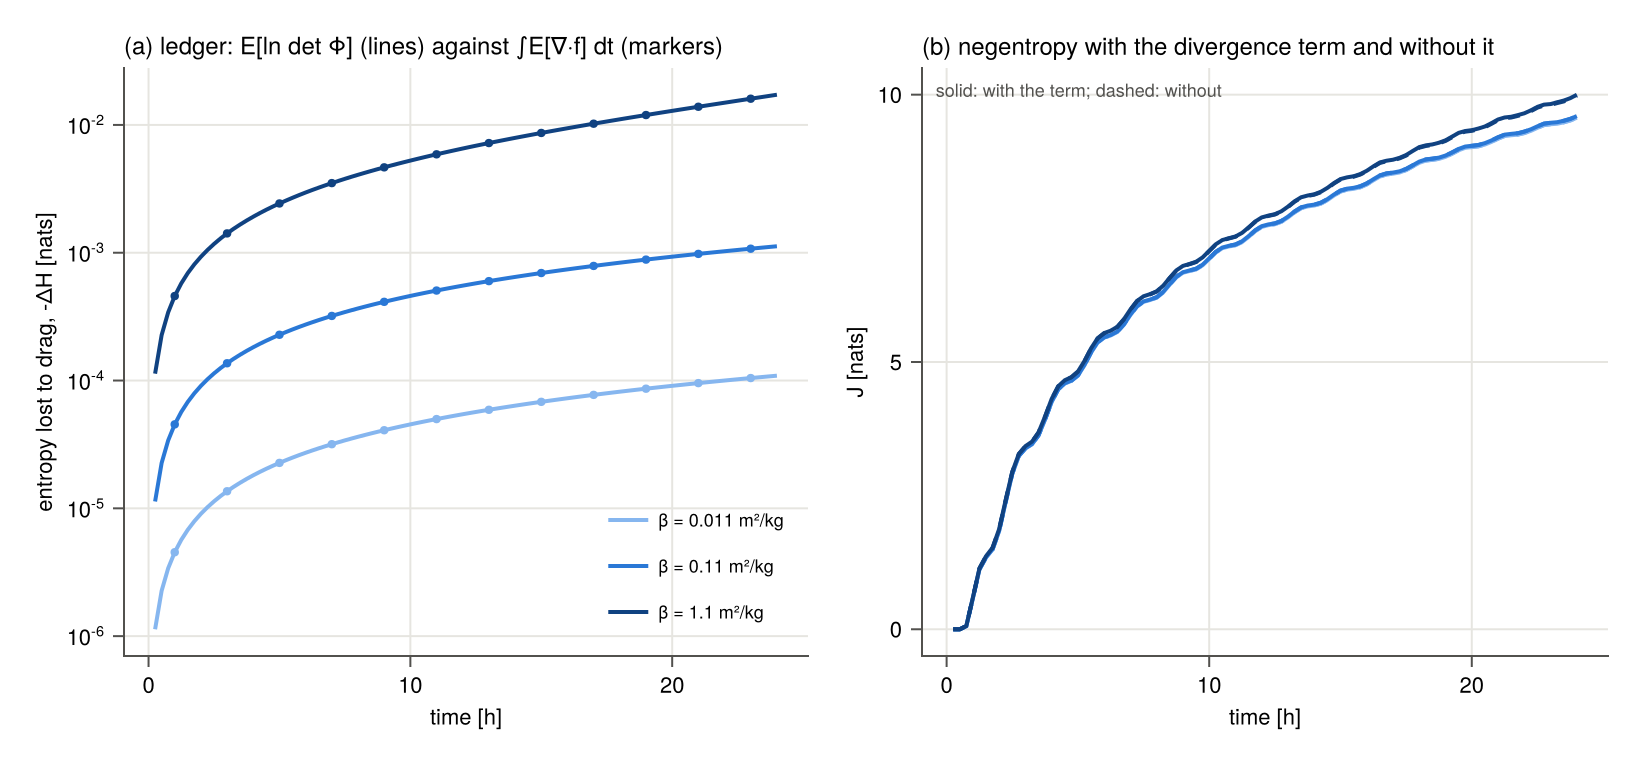 (a) ledger: E[ln det Φ] (lines) against ∫E[∇·f] dt (markers)
entropy lost to drag, -ΔH [nats]
10⁻²
10⁻³
10⁻⁴
10⁻⁵
10⁻⁶
β = 0.011 m²/kg
β = 0.11 m²/kg
β = 1.1 m²/kg
0
10
20
time [h]
(b) negentropy with the divergence term and without it
solid: with the term; dashed: without
J [nats]
10
5
0
0
10
20
time [h]